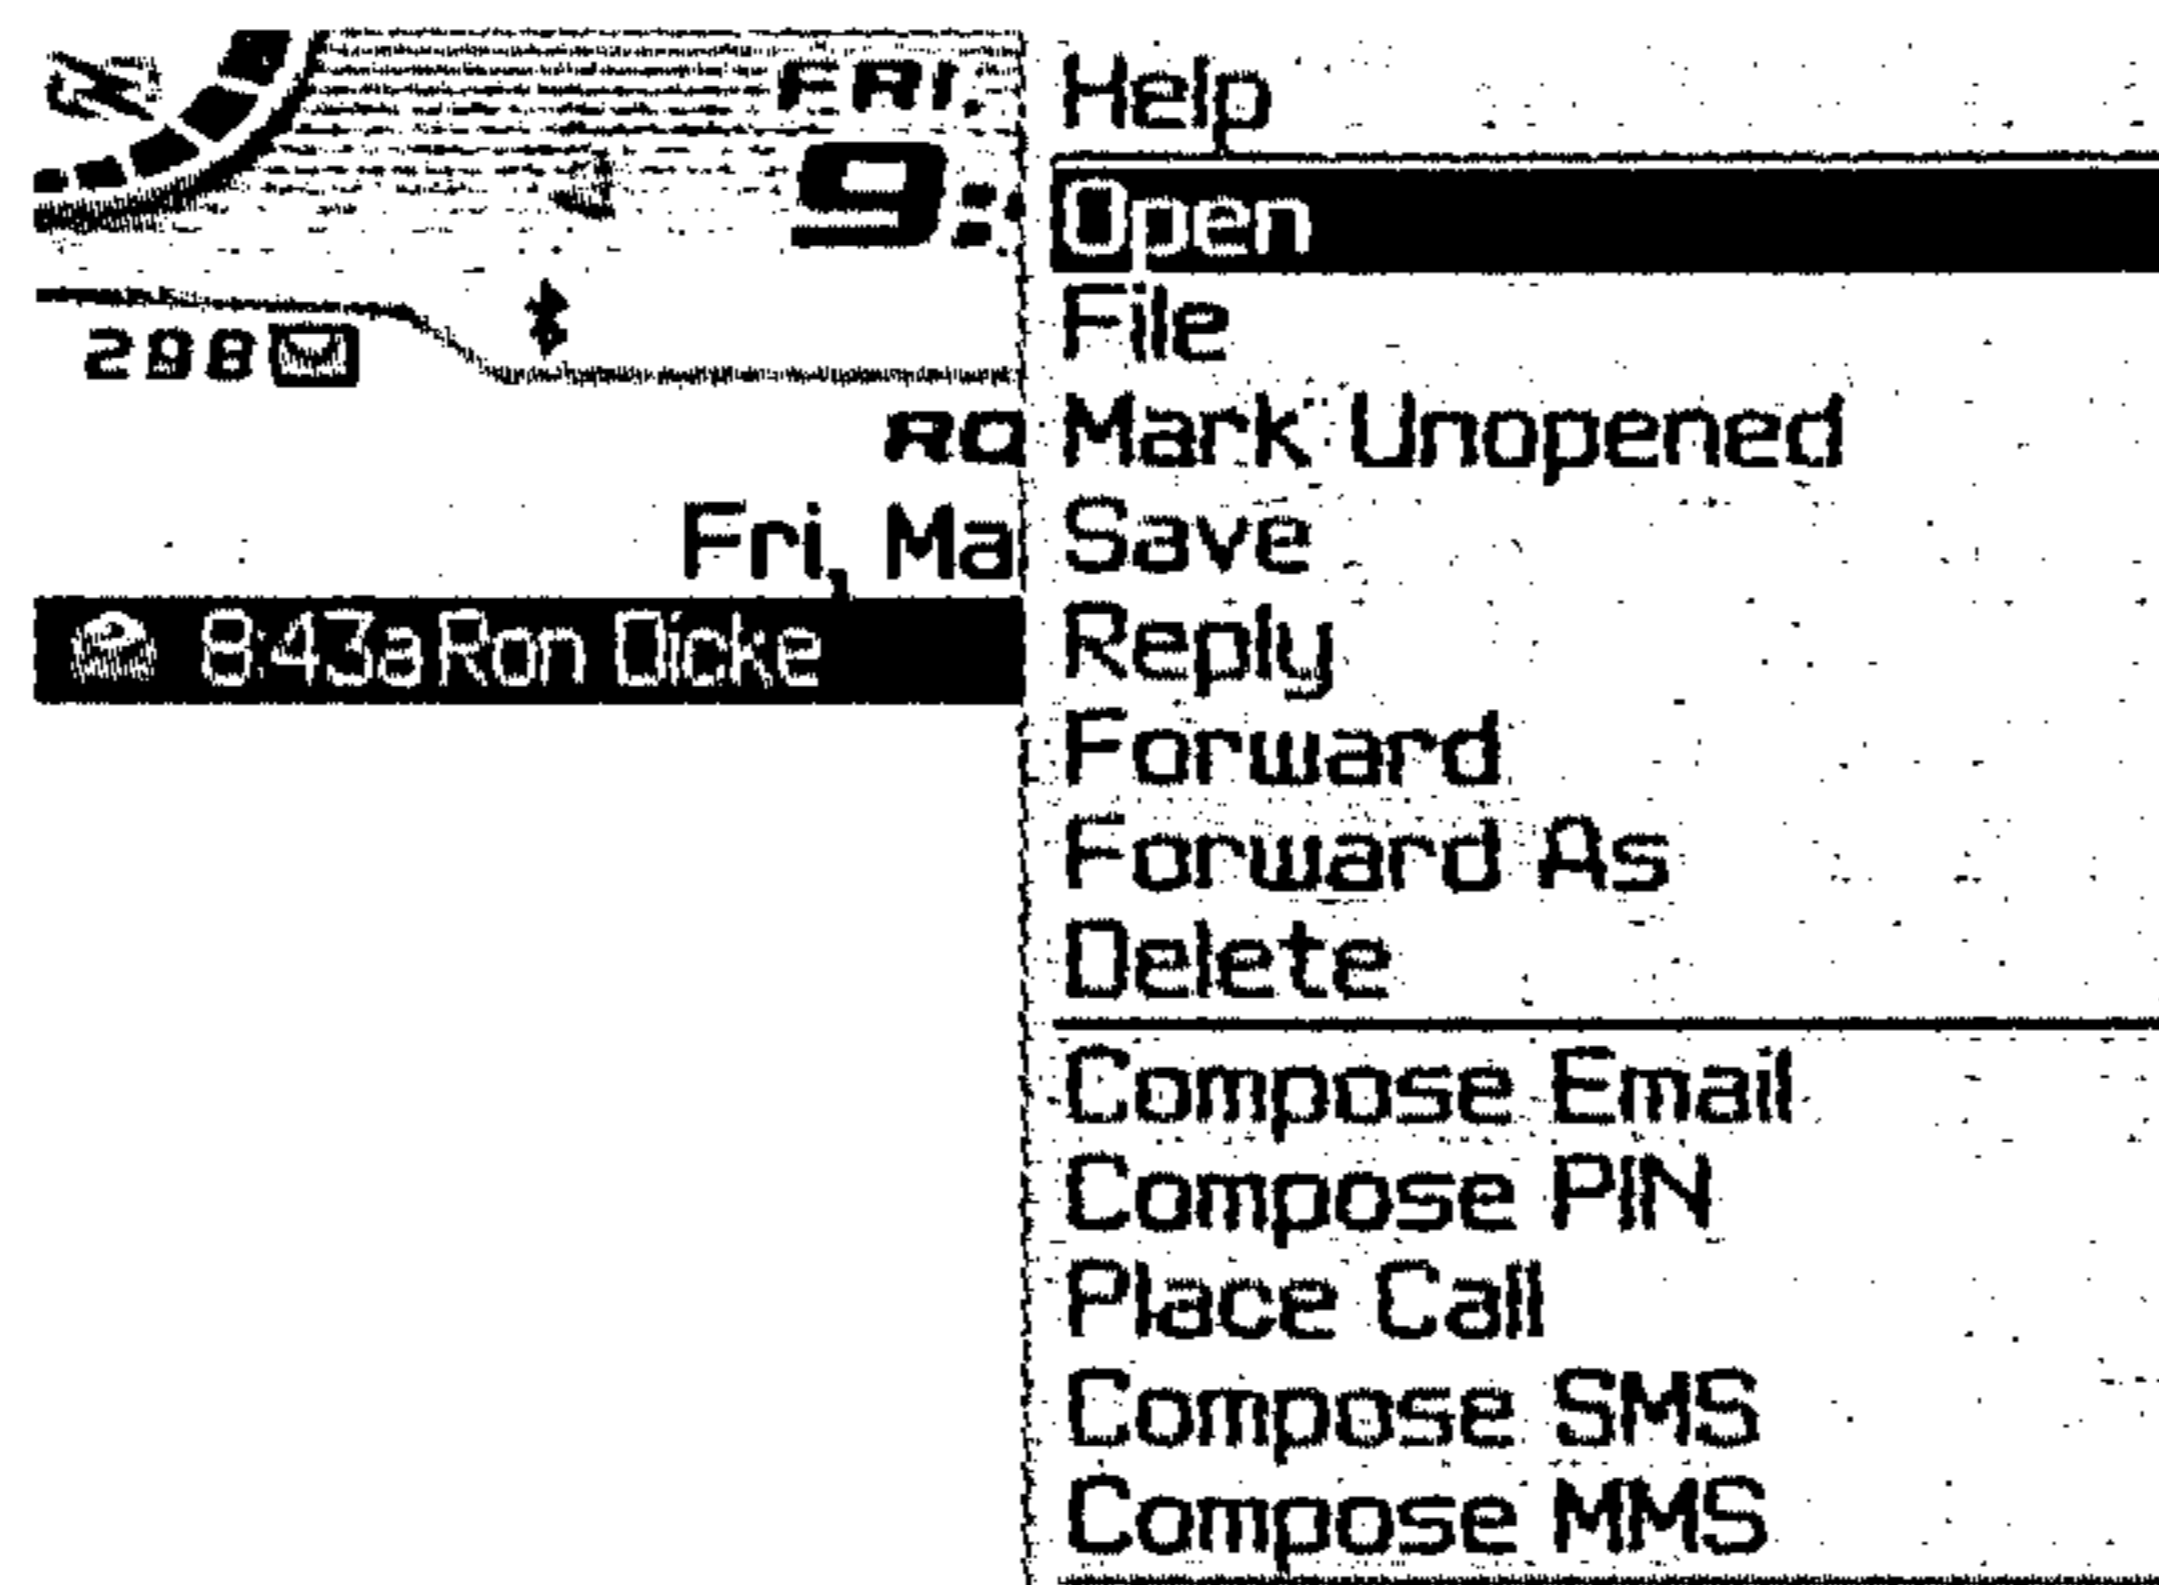 FRI.
9:
298
RO
Fri, Ma
8:43a Ron Dicke
Help
Open
File
Mark Unopened
Save
Reply
Forward
Forward As
Delete
Compose Email
Compose PIN
Place Call
Compose SMS
Compose MMS